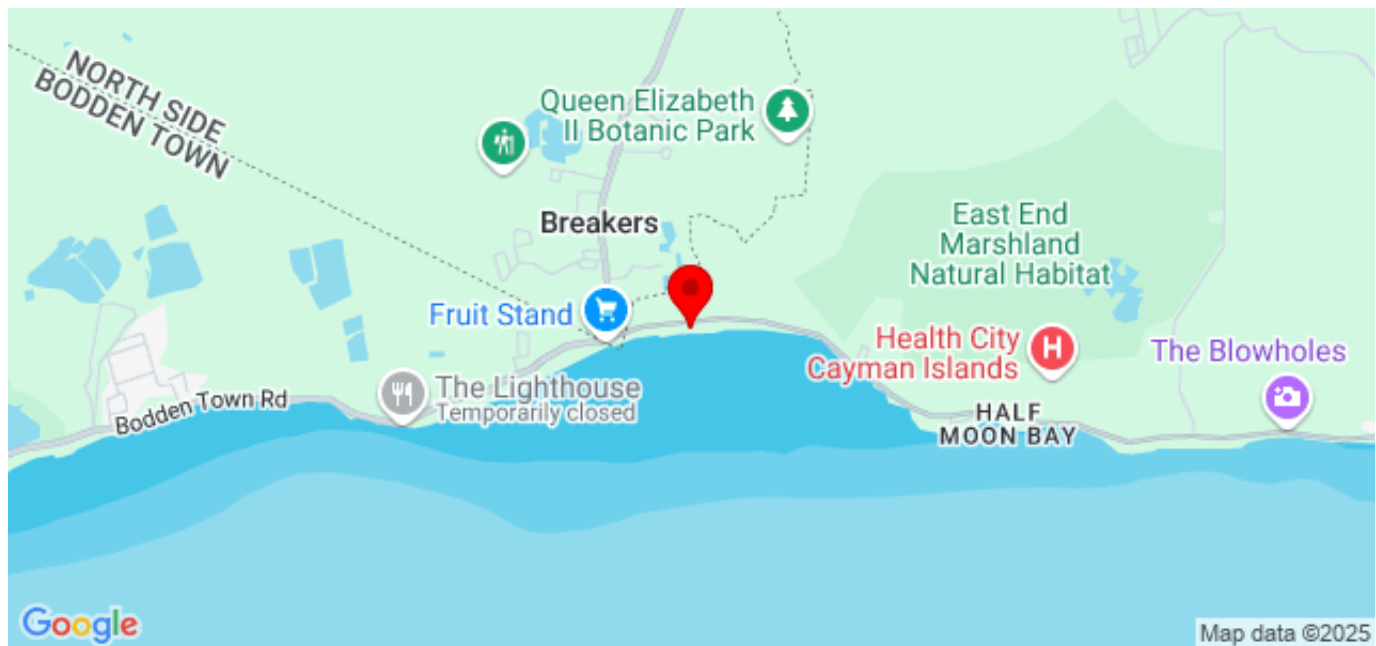 NORTH SIDE
BODDEN TOWN
Queen Elizabeth
II Botanic Park
Breakers
East End
Marshland
Natural Habitat
Fruit Stand
Health City
Cayman Islands
The Blowholes
The Lighthouse
Temporarily closed
Bodden Town Rd
HALF
MOON BAY
Google
Map data ©2025